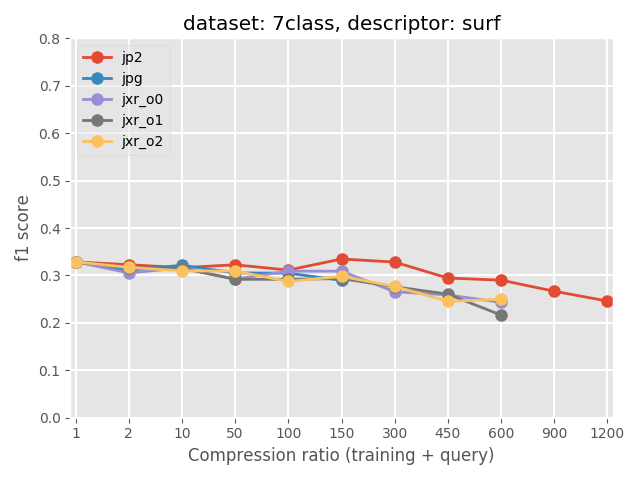 dataset: 7class, descriptor: surf
0.8
0.7
0.6
0.5
0.4
0.3
0.2
0.1
0.0
f1 score
jp2
jpg
jxr_o0
jxr_o1
jxr_o2
1 2 10 50 100 150 300 450 600 900 1200
Compression ratio (training + query)